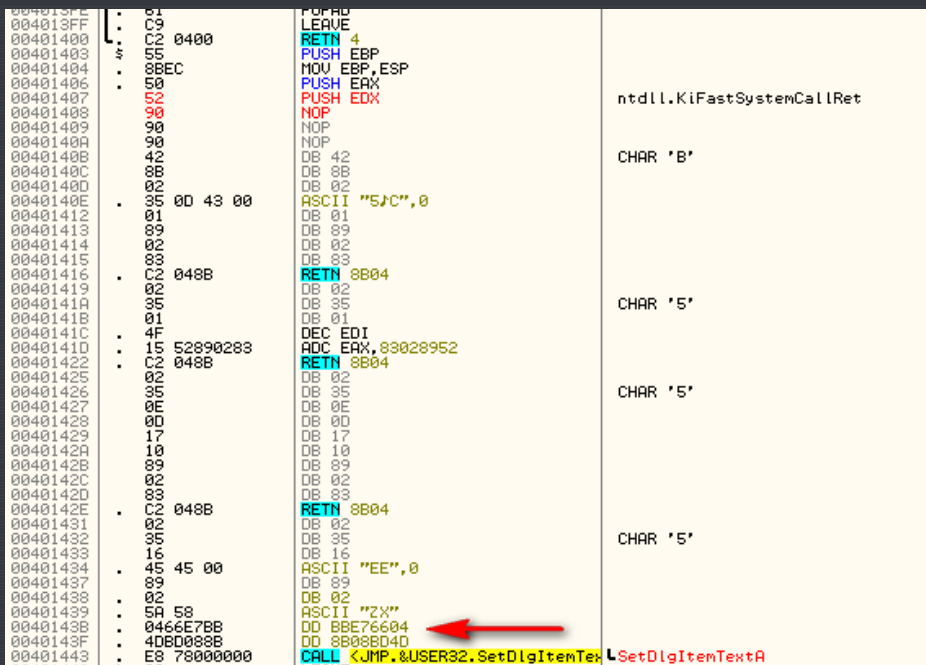 004013FE 61 POPAD
004013FF . C9 LEAVE
00401400 . C2 0400 RETN 4
00401403 $ 55 PUSH EBP
00401404 . 8BEC MOV EBP,ESP
00401406 . 50 PUSH EAX
00401407 52 PUSH EDX ntdll.KiFastSystemCallRet
00401408 90 NOP
00401409 90 NOP
0040140A 90 NOP
0040140B 42 DB 42 CHAR 'B'
0040140C 8B DB 8B
0040140D 02 DB 02
0040140E . 35 0D 43 00 ASCII "5♪C",0
00401412 01 DB 01
00401413 89 DB 89
00401414 02 DB 02
00401415 83 DB 83
00401416 . C2 048B RETN 8B04
00401419 02 DB 02
0040141A 35 DB 35 CHAR '5'
0040141B 01 DB 01
0040141C . 4F DEC EDI
0040141D . 15 52890283 ADC EAX,83028952
00401422 . C2 048B RETN 8B04
00401425 02 DB 02
00401426 35 DB 35 CHAR '5'
00401427 0E DB 0E
00401428 0D DB 0D
00401429 17 DB 17
0040142A 10 DB 10
0040142B 89 DB 89
0040142C 02 DB 02
0040142D 83 DB 83
0040142E . C2 048B RETN 8B04
00401431 02 DB 02
00401432 35 DB 35 CHAR '5'
00401433 16 DB 16
00401434 . 45 45 00 ASCII "EE",0
00401437 89 DB 89
00401438 . 02 DB 02
00401439 . 5A 58 ASCII "ZX"
0040143B . 0466E7BB DD BBE76604
0040143F . 4DBD088B DD 8B08BD4D
00401443 . E8 78000000 CALL <JMP.&USER32.SetDlgItemTex SetDlgItemTextA